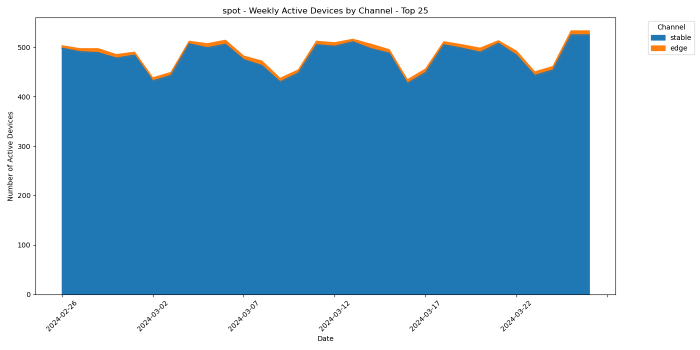 spot - Weekly Active Devices by Channel - Top 25
Channel
stable
edge
Number of Active Devices
500
400
300
200
100
0
2024-02-26
2024-03-02
2024-03-07
2024-03-12
2024-03-17
2024-03-22
Date